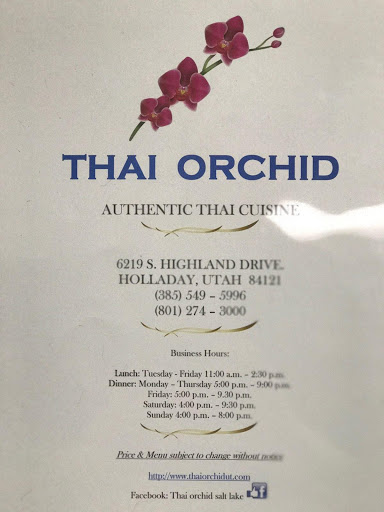 THAI ORCHID
AUTHENTIC THAI CUISINE
6219 S. HIGHLAND DRIVE.
HOLLADAY, UTAH 84121
(385) 549 – 5996
(801) 274 – 3000
Business Hours:
Lunch: Tuesday - Friday 11:00 a.m. – 2:30 p.m.
Dinner: Monday – Thursday 5:00 p.m. – 9:00 p.m.
Friday: 5:00 p.m. – 9.30 p.m.
Saturday: 4:00 p.m. – 9:30 p.m.
Sunday 4:00 p.m. – 8:00 p.m.
Price & Menu subject to change without notice
http://www.thaiorchidut.com
Facebook: Thai orchid salt lake f